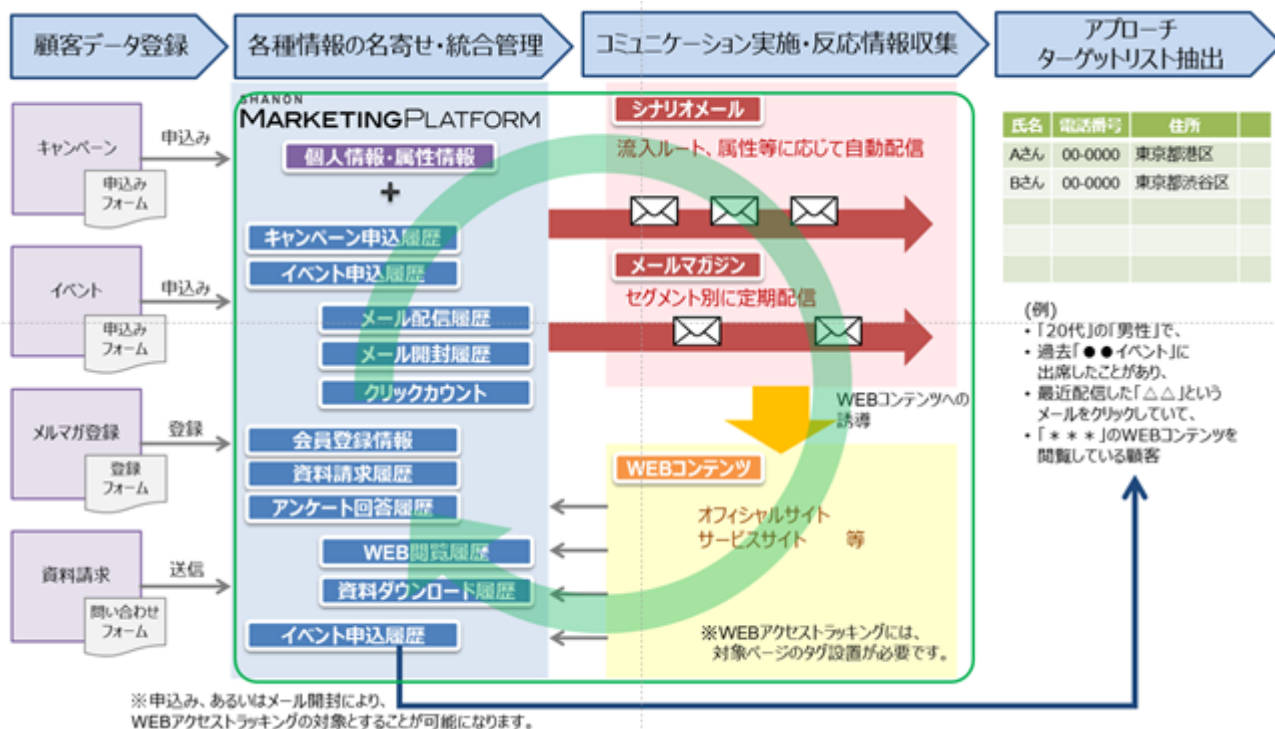 顧客データ登録
各種情報の名寄せ・統合管理
コミュニケーション実施・反応情報収集
アプローチ
ターゲットリスト抽出
キャンペーン
申込み
申込み
フォーム
イベント
申込み
申込み
フォーム
メルマガ登録
登録
登録
フォーム
資料請求
送信
問い合わせ
フォーム
SHANON
MARKETINGPLATFORM
個人情報・属性情報
+
キャンペーン申込履歴
イベント申込履歴
メール配信履歴
メール開封履歴
クリックカウント
会員登録情報
資料請求履歴
アンケート回答履歴
WEB閲覧履歴
資料ダウンロード履歴
イベント申込履歴
シナリオメール
流入ルート、属性等に応じて自動配信
メールマガジン
セグメント別に定期配信
WEBコンテンツへの
誘導
WEBコンテンツ
オフィシャルサイト
サービスサイト 等
※WEBアクセストラッキングには、
対象ページのタグ設置が必要です。
氏名 電話番号 住所
Aさん 00-0000 東京都港区
Bさん 00-0000 東京都渋谷区
(例)
・「20代」の「男性」で、
・過去「●●イベント」に
出席したことがあり、
・最近配信した「△△」という
メールをクリックしていて、
・「＊＊＊」のWEBコンテンツを
閲覧している顧客
※申込み、あるいはメール開封により、
WEBアクセストラッキングの対象とすることが可能になります。